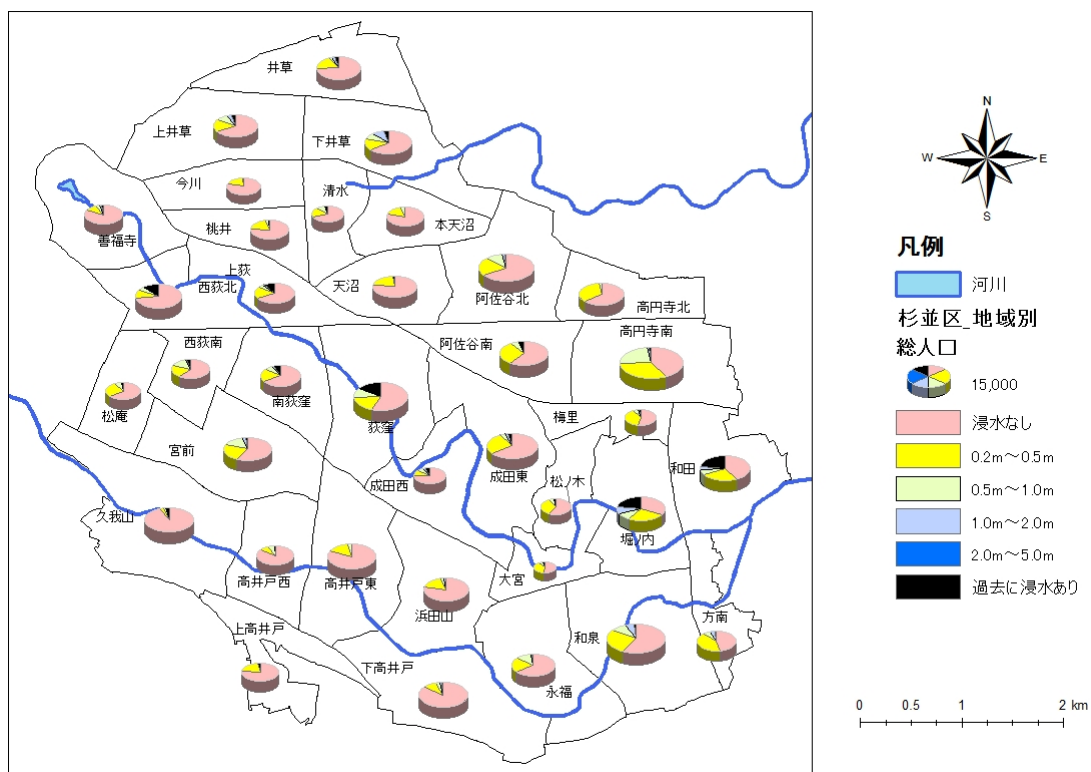 井草
上井草
下井草
今川
清水
桃井
本天沼
善福寺
上荻
西荻北
天沼
阿佐谷北
高円寺北
高円寺南
阿佐谷南
西荻南
南荻窪
松庵
荻窪
梅里
宮前
成田西
成田東
松ノ木
和田
久我山
堀ノ内
高井戸西
高井戸東
大宮
浜田山
和泉
方南
上高井戸
下高井戸
永福
N
W E
S
凡例
河川
杉並区_地域別
総人口
15,000
浸水なし
0.2m~0.5m
0.5m~1.0m
1.0m~2.0m
2.0m~5.0m
過去に浸水あり
0 0.5 1 2 km